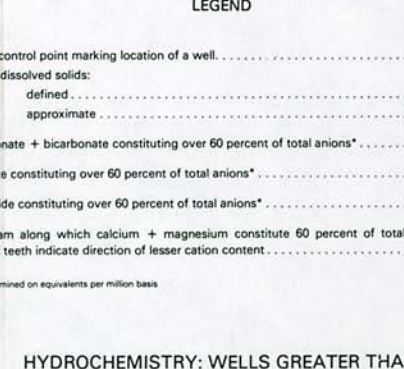 LEGEND
control point marking location of a well
dissolved solids:
defined
approximate
nate + bicarbonate constituting over 60 percent of total anions*
e constituting over 60 percent of total anions*
ide constituting over 60 percent of total anions*
am along which calcium + magnesium constitute 60 percent of total
teeth indicate direction of lesser cation content
mined on equivalents per million basis
HYDROCHEMISTRY: WELLS GREATER THA